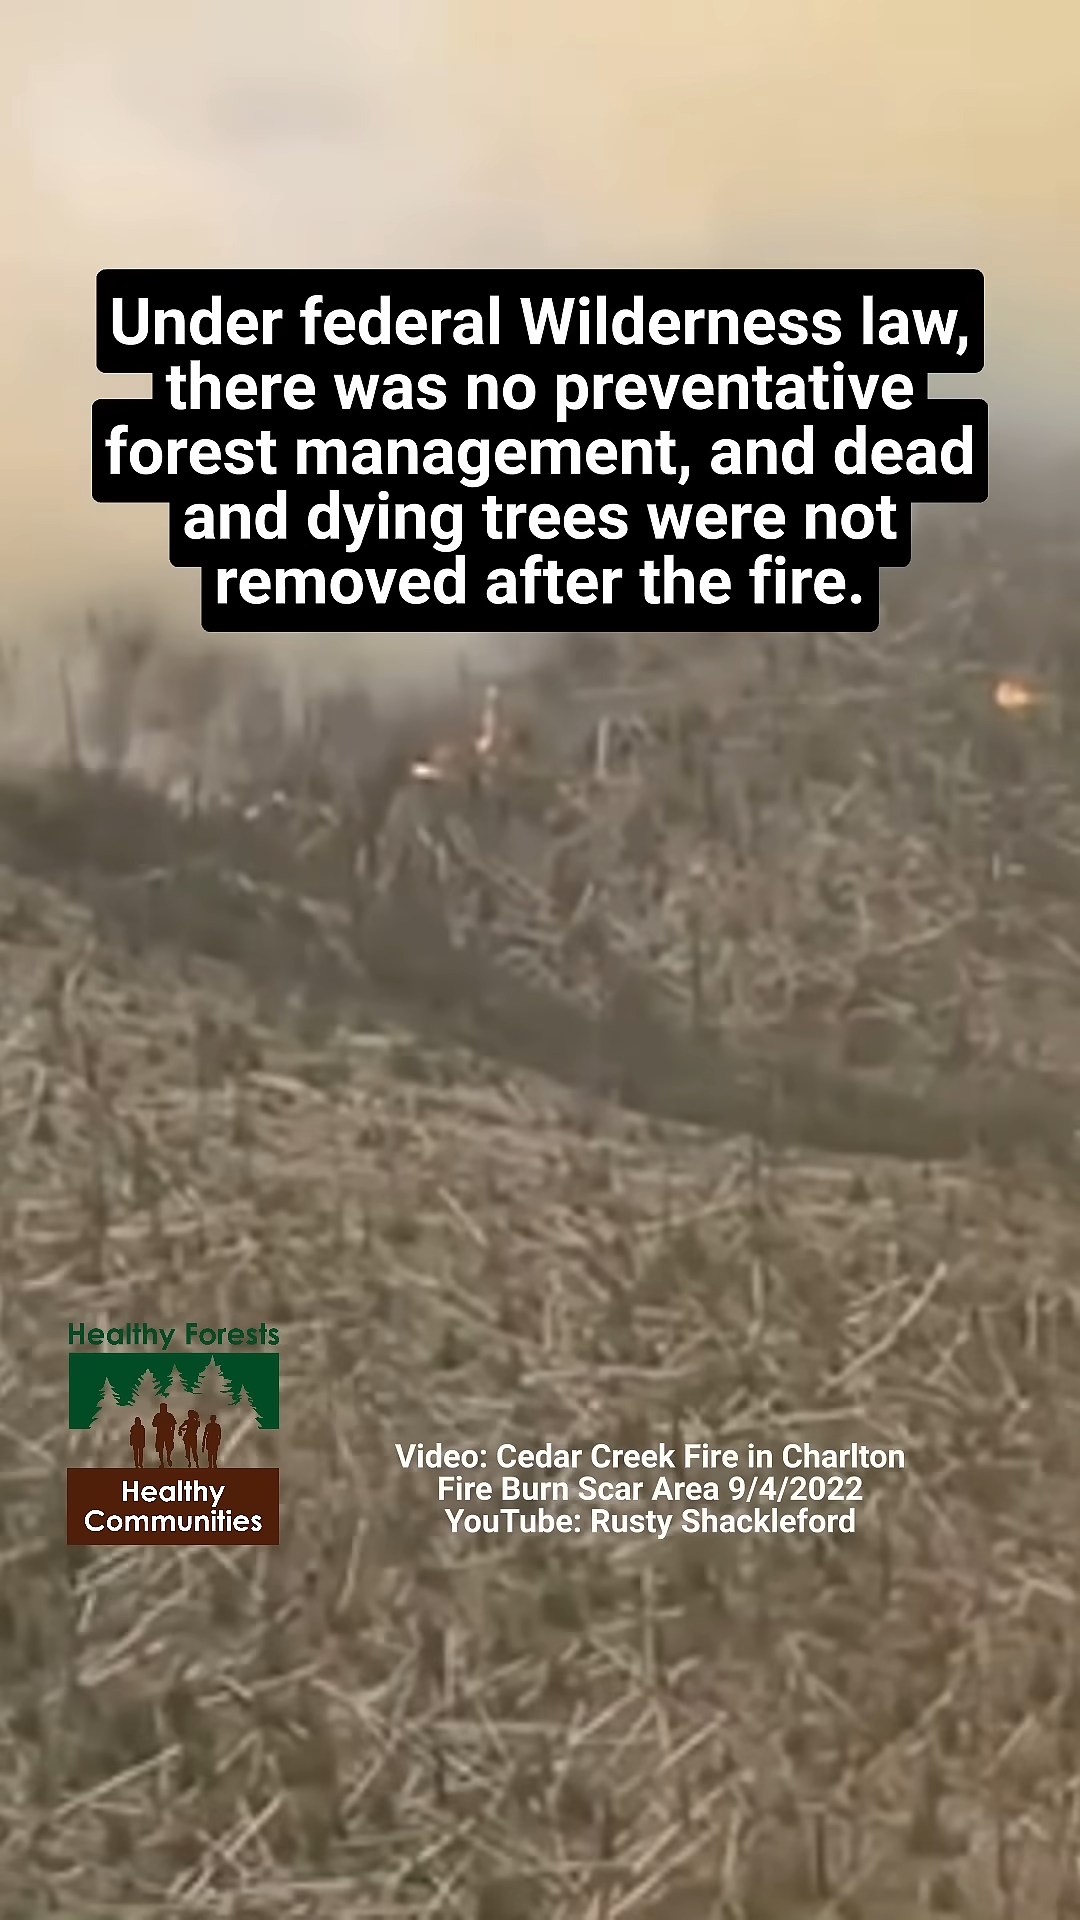 Under federal Wilderness law,
there was no preventative
forest management, and dead
and dying trees were not
removed after the fire.
Healthy Forests
Healthy
Communities
Video: Cedar Creek Fire in Charlton
Fire Burn Scar Area 9/4/2022
YouTube: Rusty Shackleford